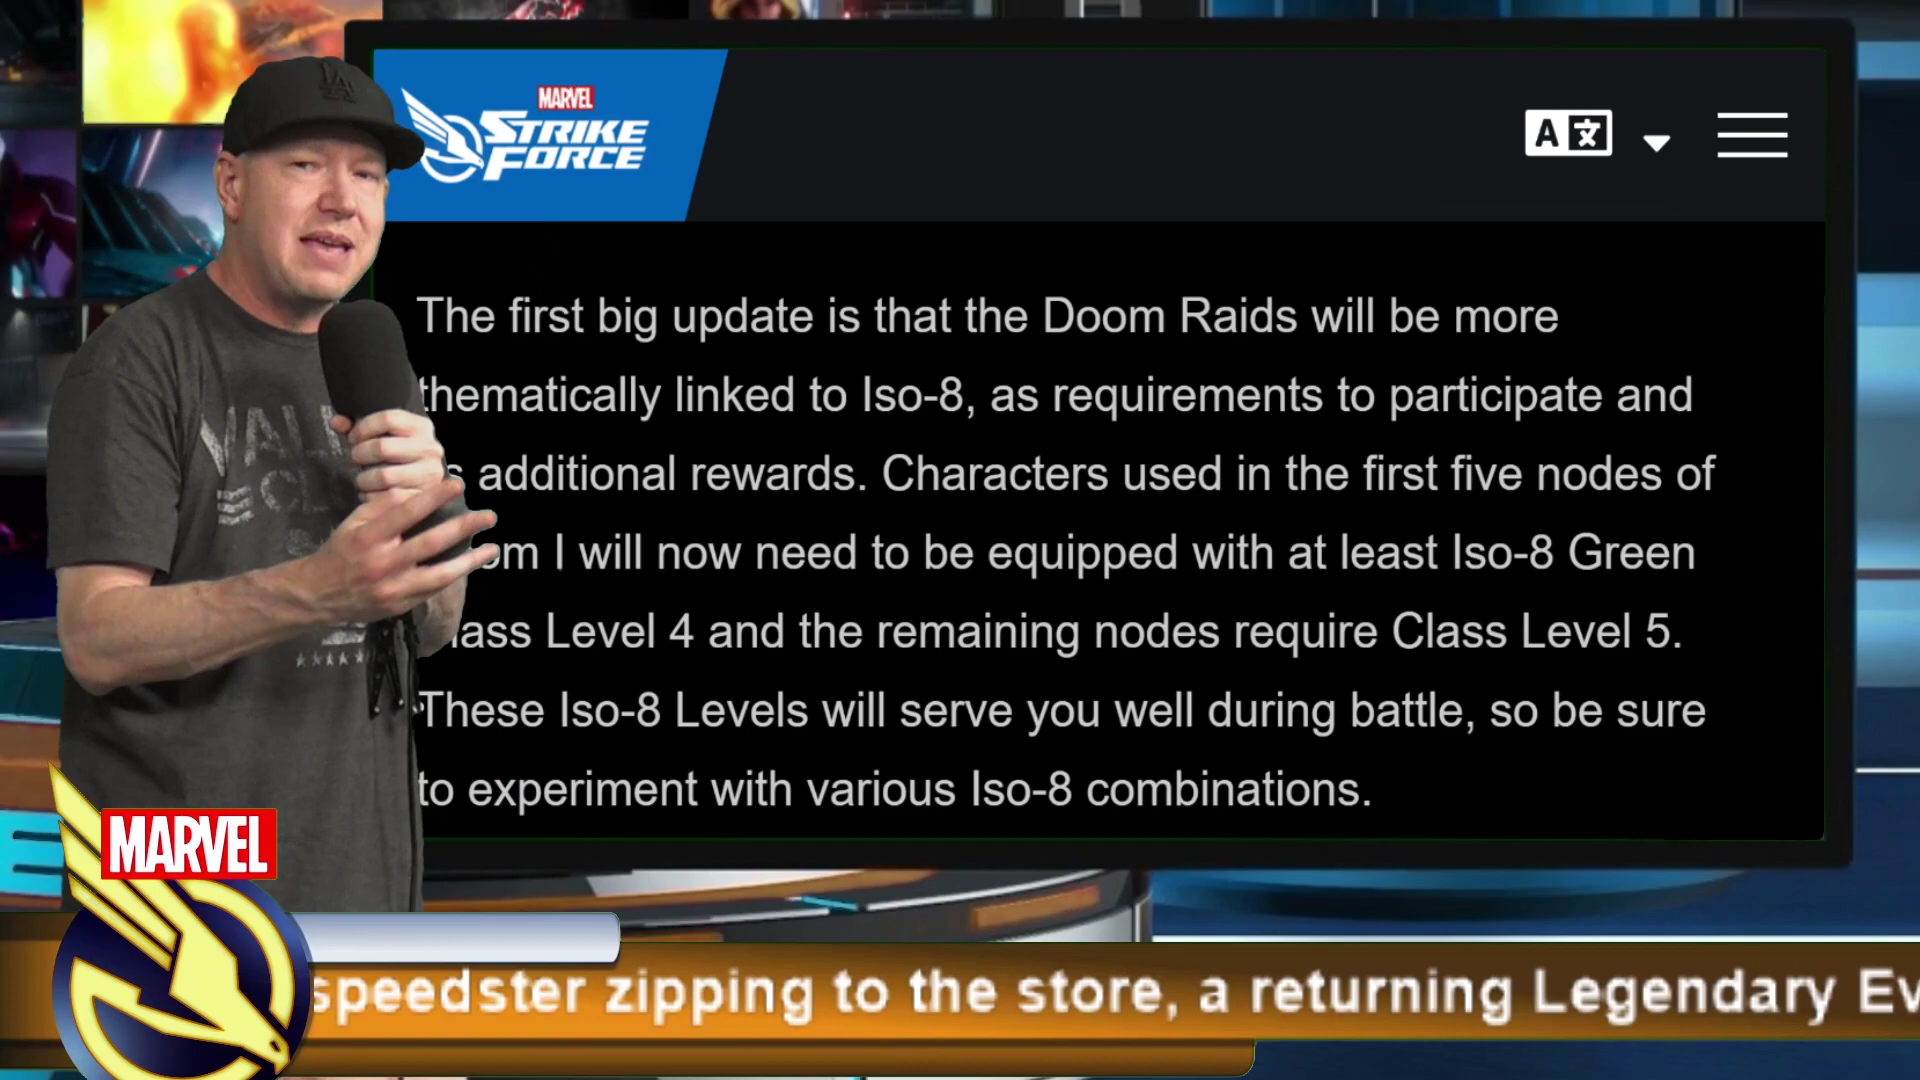 MARVEL
STRIKE
FORCE
A
The first big update is that the Doom Raids will be more
thematically linked to Iso-8, as requirements to participate and
additional rewards. Characters used in the first five nodes of
I will now need to be equipped with at least Iso-8 Green
Level 4 and the remaining nodes require Class Level 5.
These Iso-8 Levels will serve you well during battle, so be sure
to experiment with various Iso-8 combinations.
MARVEL
speedster zipping to the store, a returning Legendary